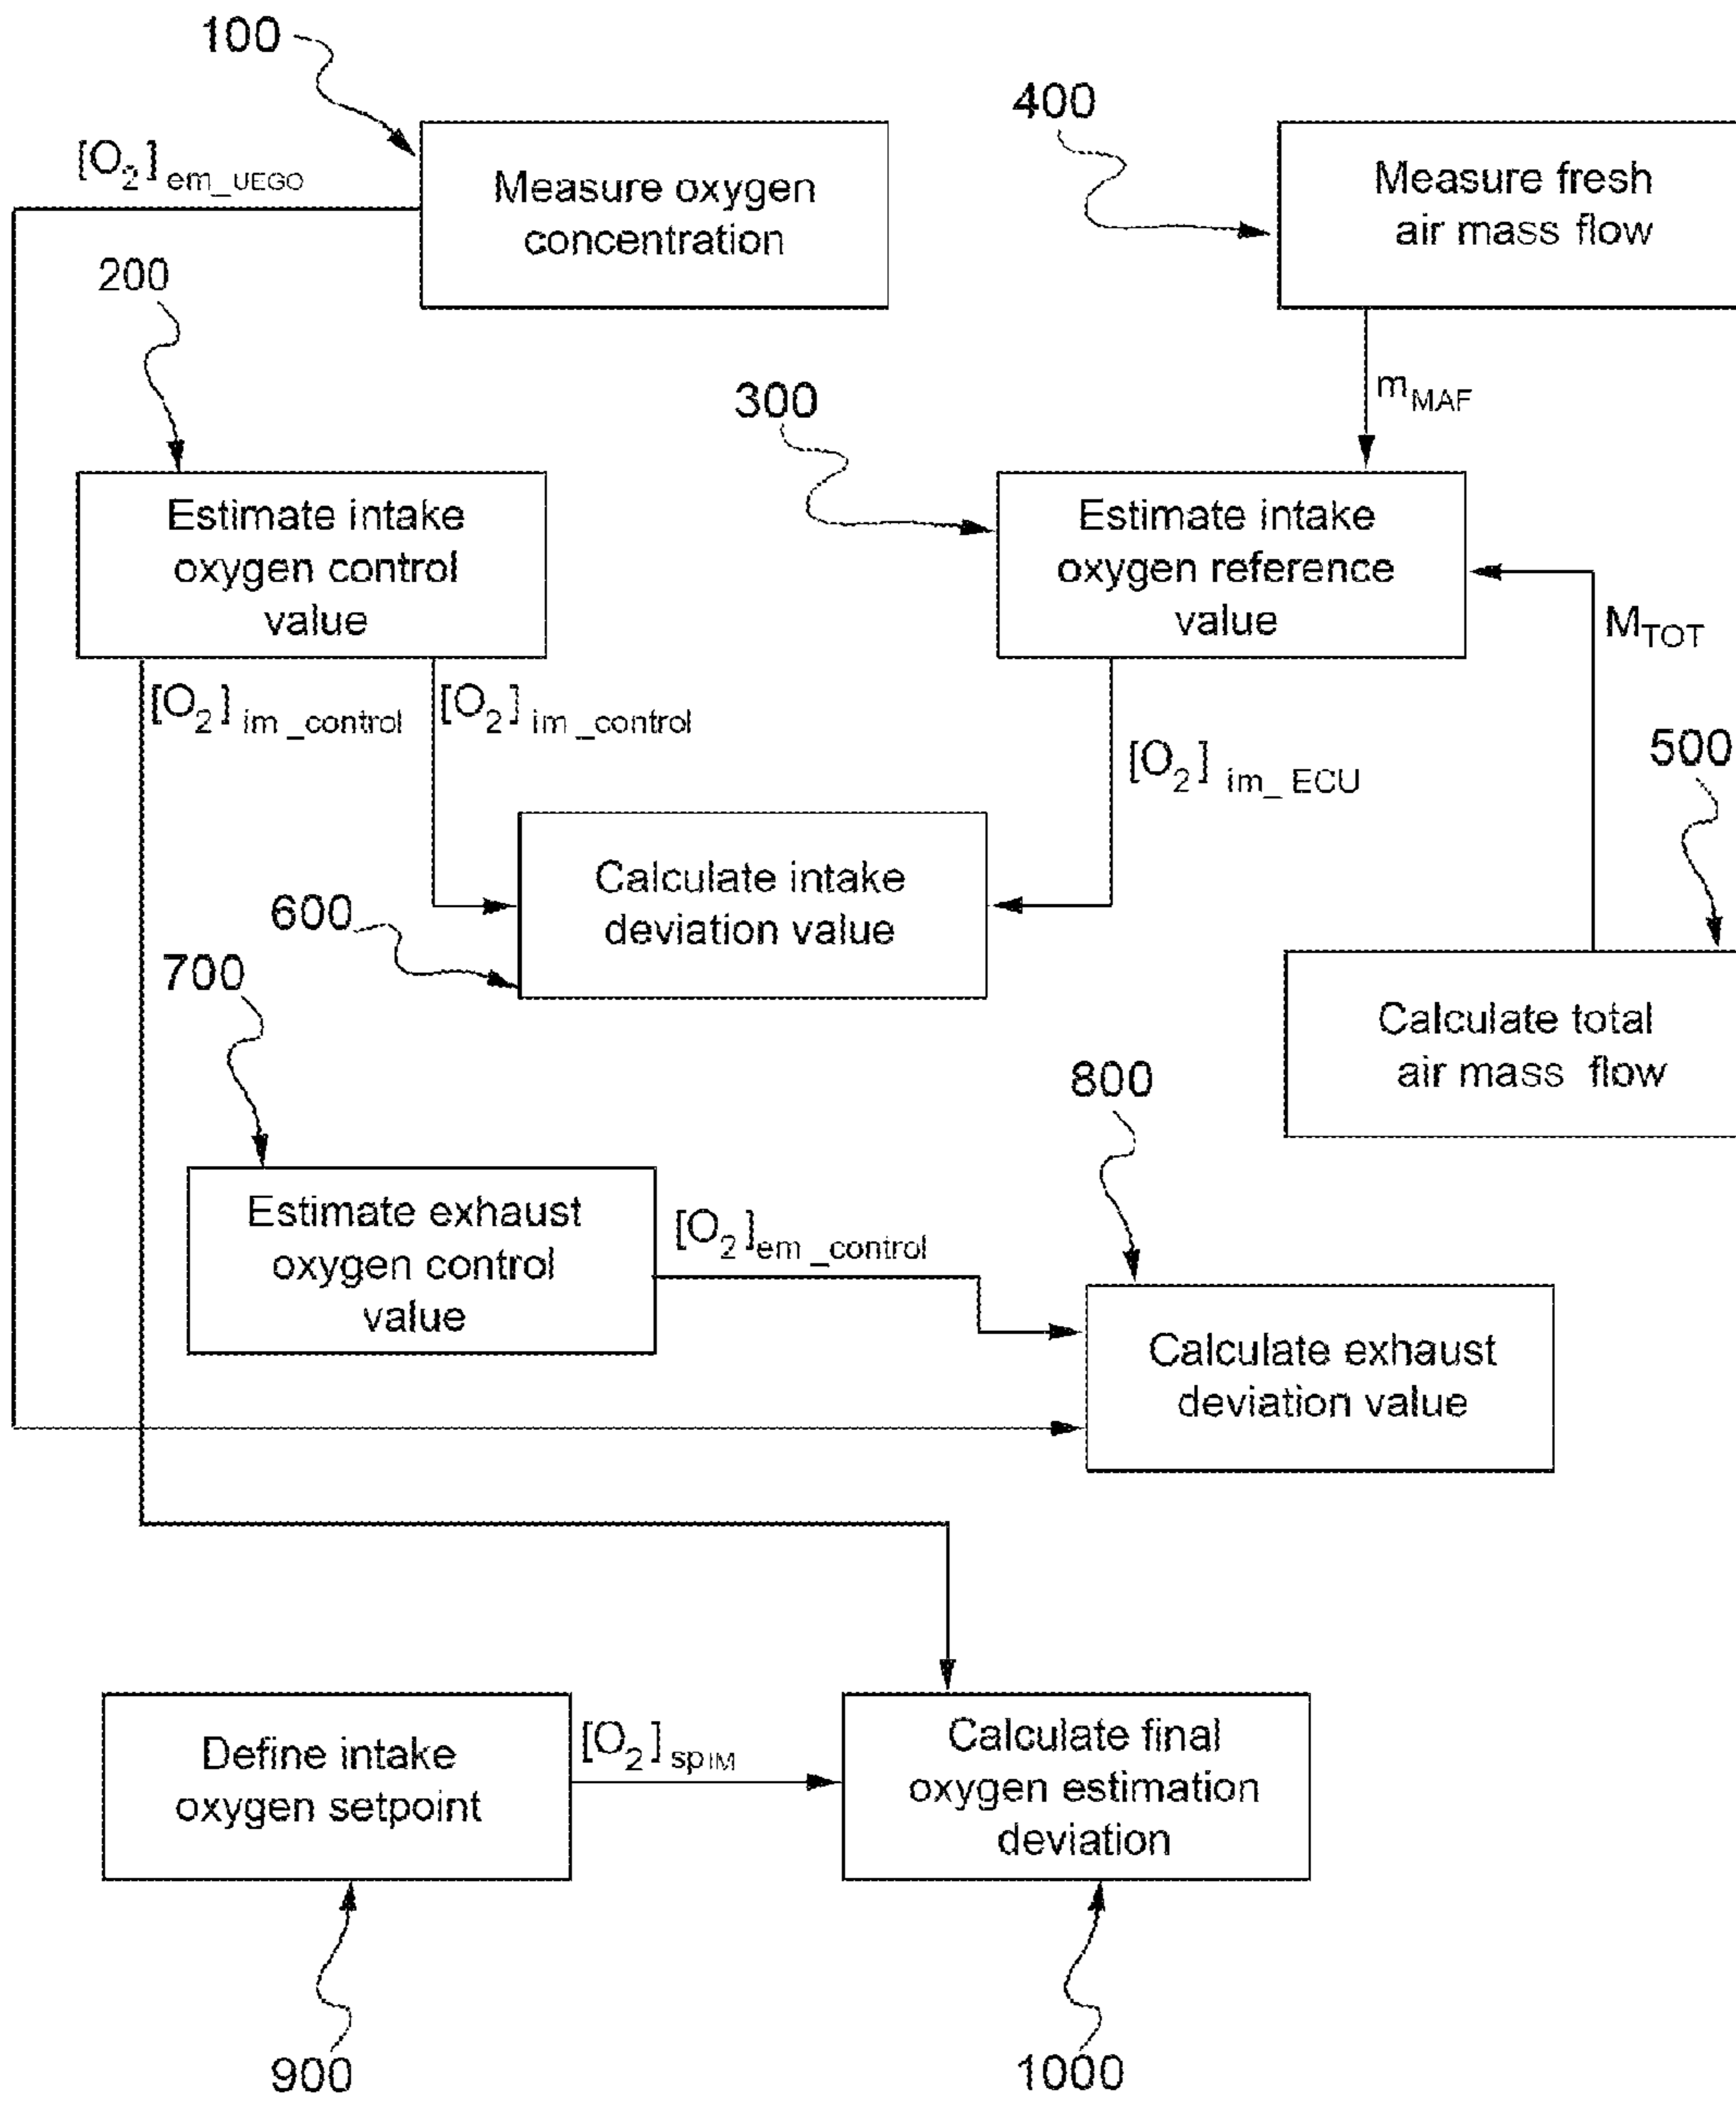 100
400
[O2] em_UEGO
Measure oxygen
concentration
Measure fresh
air mass flow
200
300
mMAF
Estimate intake
oxygen control
value
Estimate intake
oxygen reference
value
MTOT
[O2] im_control
[O2] im_control
[O2] im_ECU
500
Calculate intake
deviation value
600
700
Calculate total
air mass flow
800
Estimate exhaust
oxygen control
value
[O2]em_control
Calculate exhaust
deviation value
Define intake
oxygen setpoint
[O2]spIM
Calculate final
oxygen estimation
deviation
900
1000